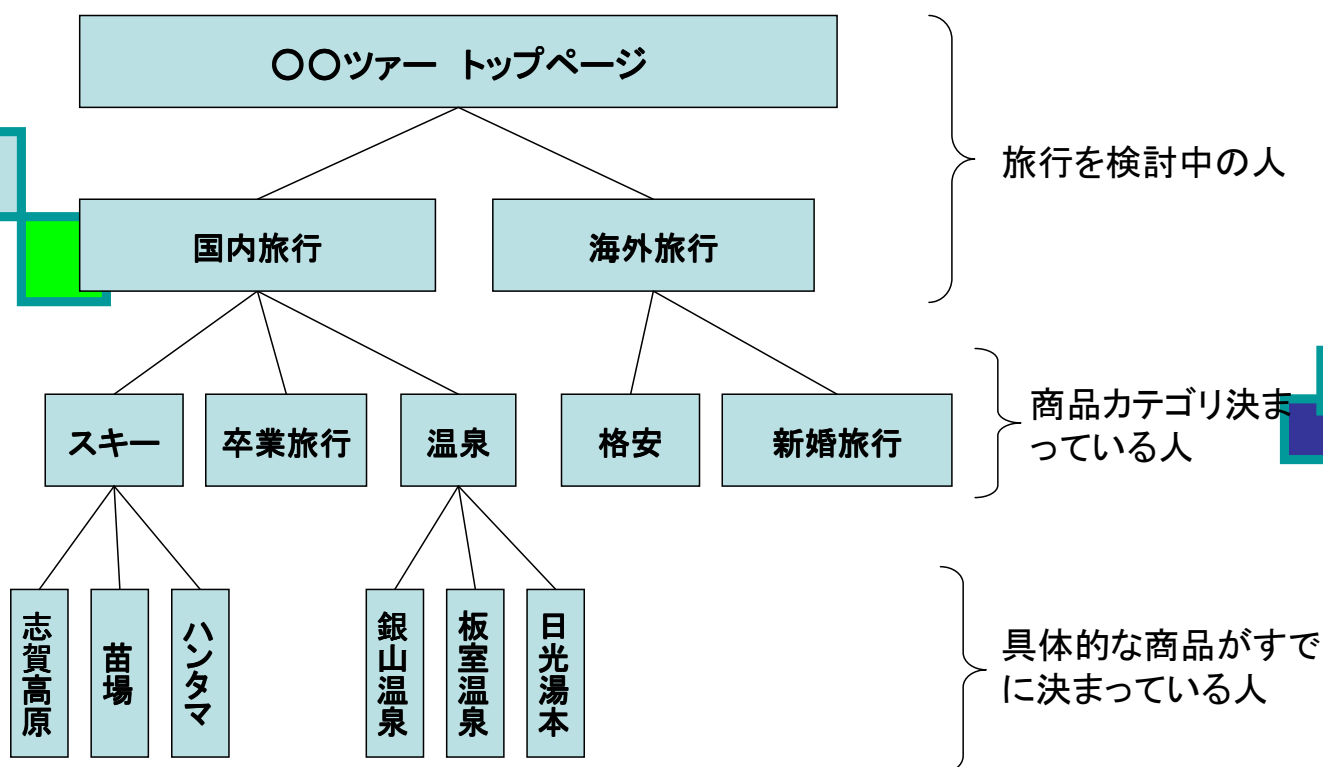 〇〇ツァー トップページ
旅行を検討中の人
国内旅行
海外旅行
商品カテゴリ決ま
っている人
スキー
卒業旅行
温泉
格安
新婚旅行
志賀高原
苗場
ハンタマ
銀山温泉
板室温泉
日光湯本
具体的な商品がすで
に決まっている人